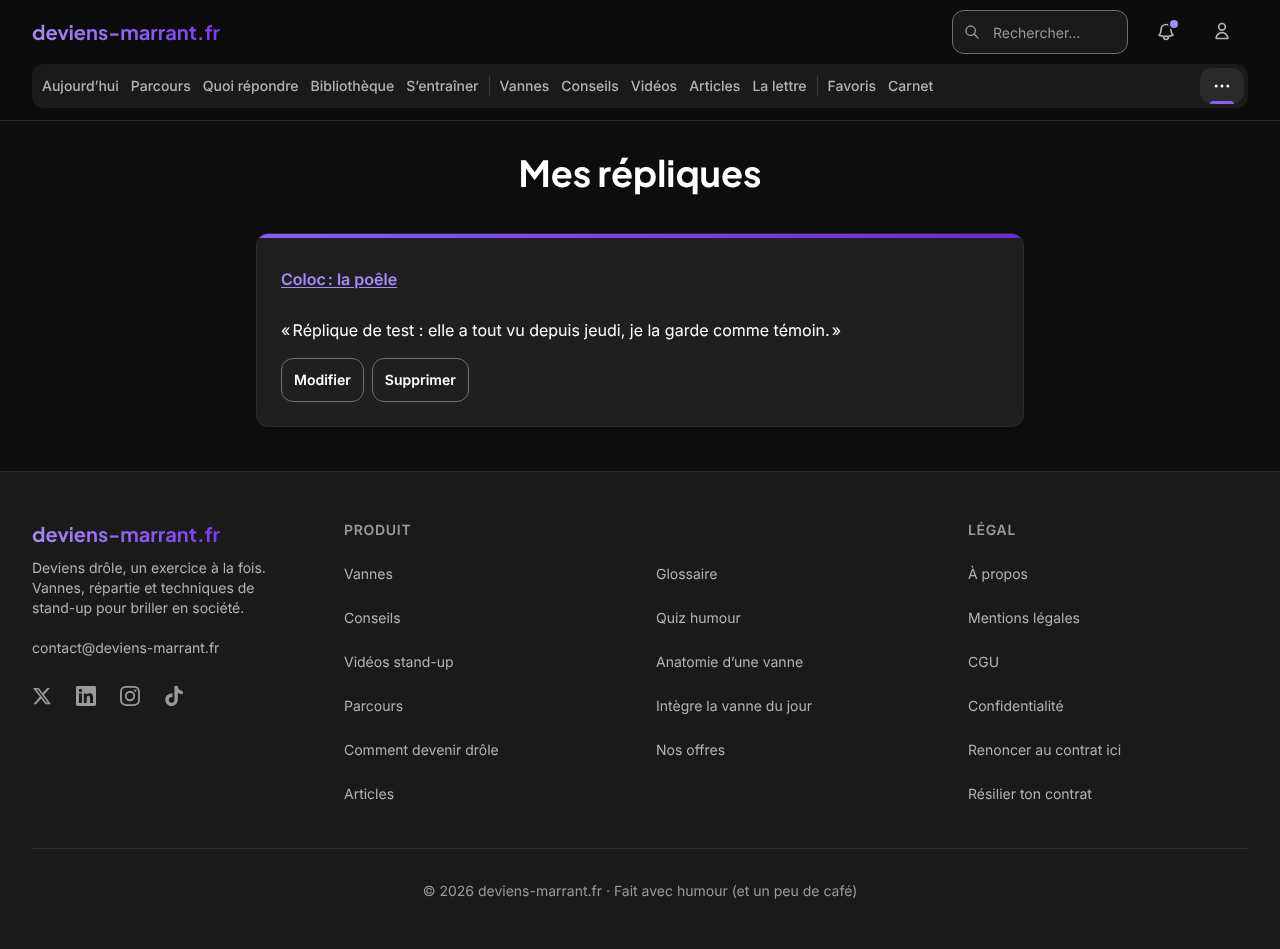 deviens-marrant.fr
Rechercher...
Aujourd’hui Parcours Quoi répondre Bibliothèque S’entraîner Vannes Conseils Vidéos Articles La lettre Favoris Carnet
Mes répliques
Coloc : la poêle
« Réplique de test : elle a tout vu depuis jeudi, je la garde comme témoin. »
Modifier Supprimer
deviens-marrant.fr
Deviens drôle, un exercice à la fois.
Vannes, répartie et techniques de
stand-up pour briller en société.
contact@deviens-marrant.fr
PRODUIT
Vannes
Conseils
Vidéos stand-up
Parcours
Comment devenir drôle
Articles
Glossaire
Quiz humour
Anatomie d’une vanne
Intègre la vanne du jour
Nos offres
LÉGAL
À propos
Mentions légales
CGU
Confidentialité
Renoncer au contrat ici
Résilier ton contrat
© 2026 deviens-marrant.fr · Fait avec humour (et un peu de café)